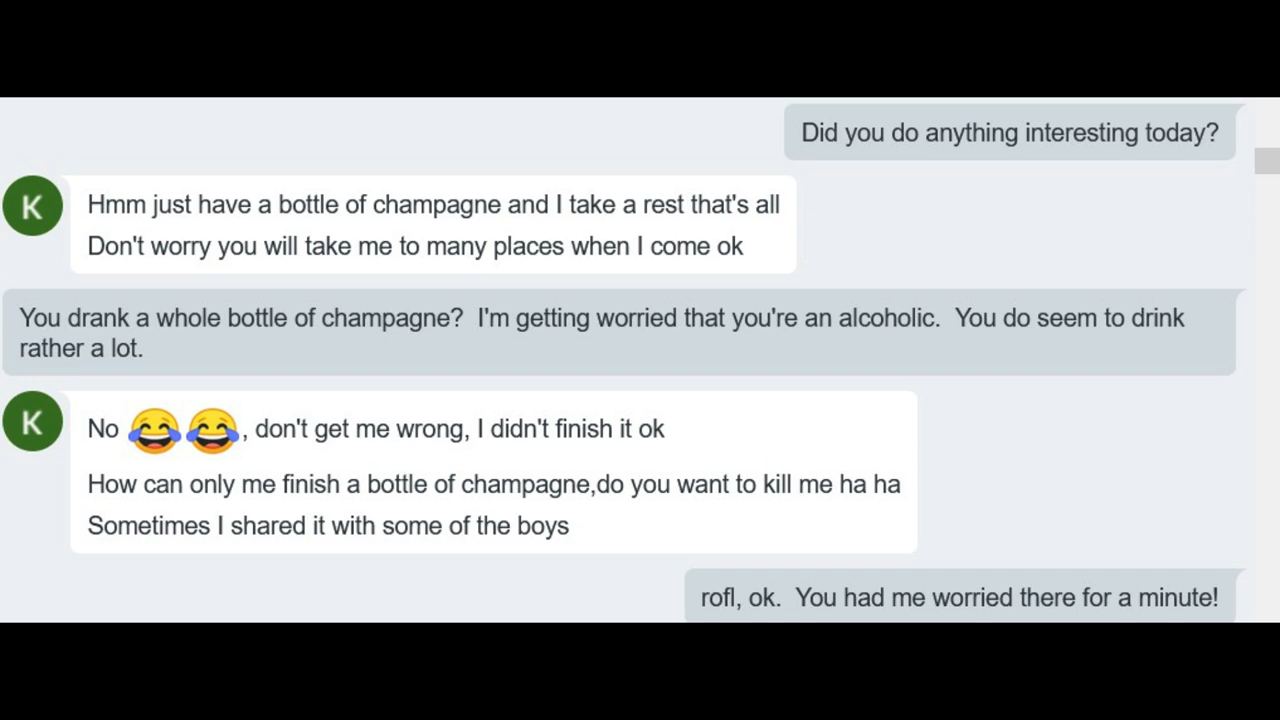 Did you do anything interesting today?
K
Hmm just have a bottle of champagne and I take a rest that's all
Don't worry you will take me to many places when I come ok
You drank a whole bottle of champagne?  I'm getting worried that you're an alcoholic.  You do seem to drink
rather a lot.
K
No 😂😂, don't get me wrong, I didn't finish it ok
How can only me finish a bottle of champagne,do you want to kill me ha ha
Sometimes I shared it with some of the boys
rofl, ok.  You had me worried there for a minute!